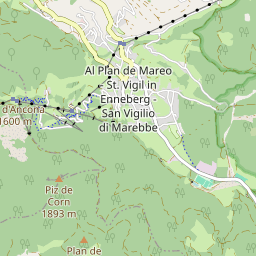 Al Plan de Mareo
- St. Vigil in
Enneberg -
San Vigilio
di Marebbe
d'Ancona
1600 m
Piz de
Corn
1893 m
Plan de